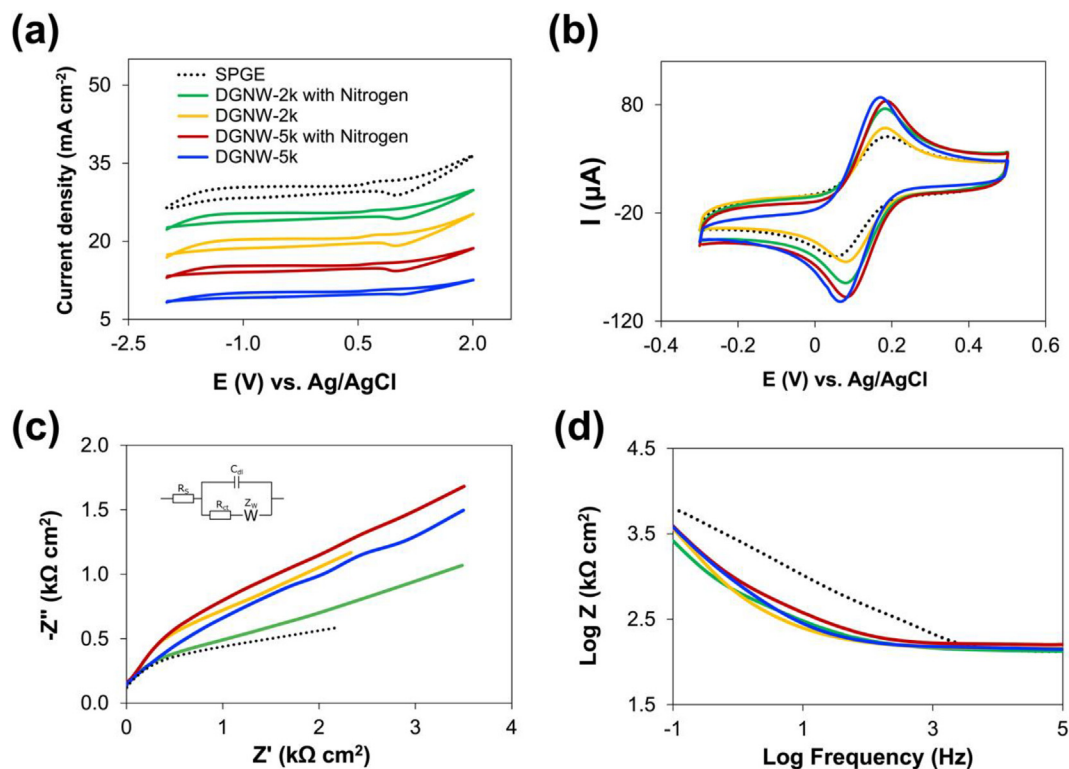 (a)
Current density (mA cm-2)
50
35
20
5
SPGE
DGNW-2k with Nitrogen
DGNW-2k
DGNW-5k with Nitrogen
DGNW-5k
-2.5 -1.0 0.5 2.0
E (V) vs. Ag/AgCl
(b)
I (µA)
80
-20
-120
-0.4 -0.2 0 0.2 0.4 0.6
E (V) vs. Ag/AgCl
(c)
-Z" (kΩ cm2)
2.0
1.5
1.0
0.5
0.0
Cdl
RS
Rct
ZW
W
0 1 2 3 4
Z' (kΩ cm2)
(d)
Log Z (kΩ cm2)
4.5
3.5
2.5
1.5
-1 1 3 5
Log Frequency (Hz)